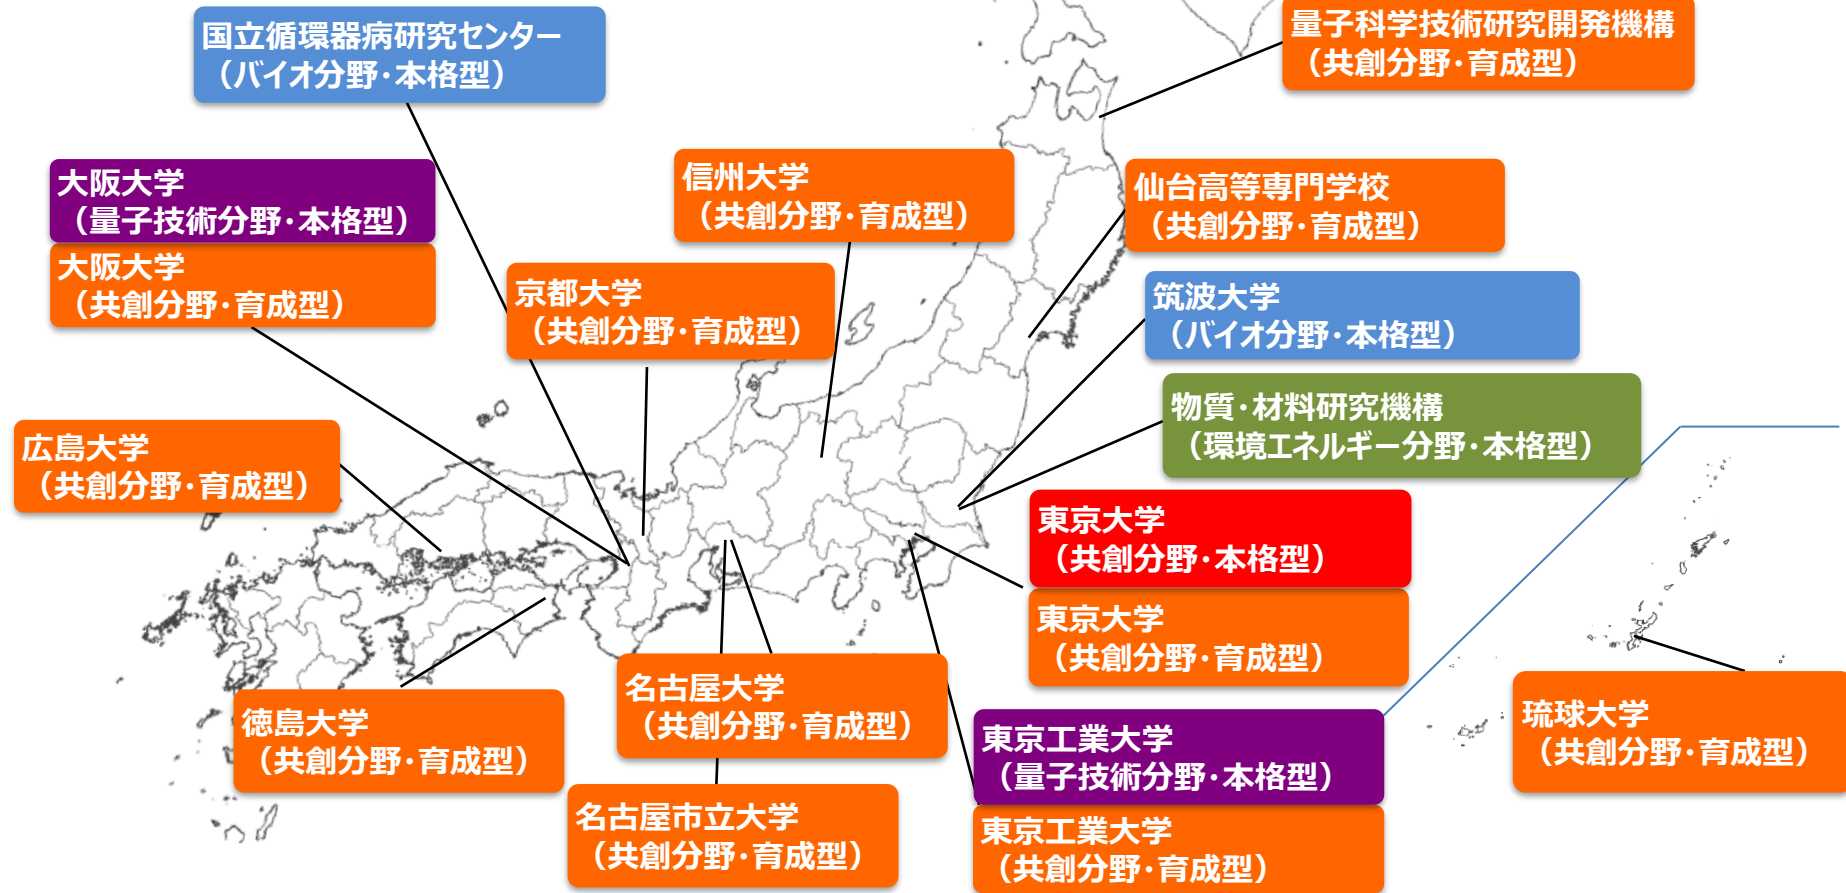 国立循環器病研究センター
（バイオ分野・本格型）
量子科学技術研究開発機構
（共創分野・育成型）
大阪大学
（量子技術分野・本格型）
大阪大学
（共創分野・育成型）
信州大学
（共創分野・育成型）
仙台高等専門学校
（共創分野・育成型）
京都大学
（共創分野・育成型）
筑波大学
（バイオ分野・本格型）
物質・材料研究機構
（環境エネルギー分野・本格型）
広島大学
（共創分野・育成型）
東京大学
（共創分野・本格型）
東京大学
（共創分野・育成型）
徳島大学
（共創分野・育成型）
名古屋大学
（共創分野・育成型）
名古屋市立大学
（共創分野・育成型）
東京工業大学
（量子技術分野・本格型）
東京工業大学
（共創分野・育成型）
琉球大学
（共創分野・育成型）